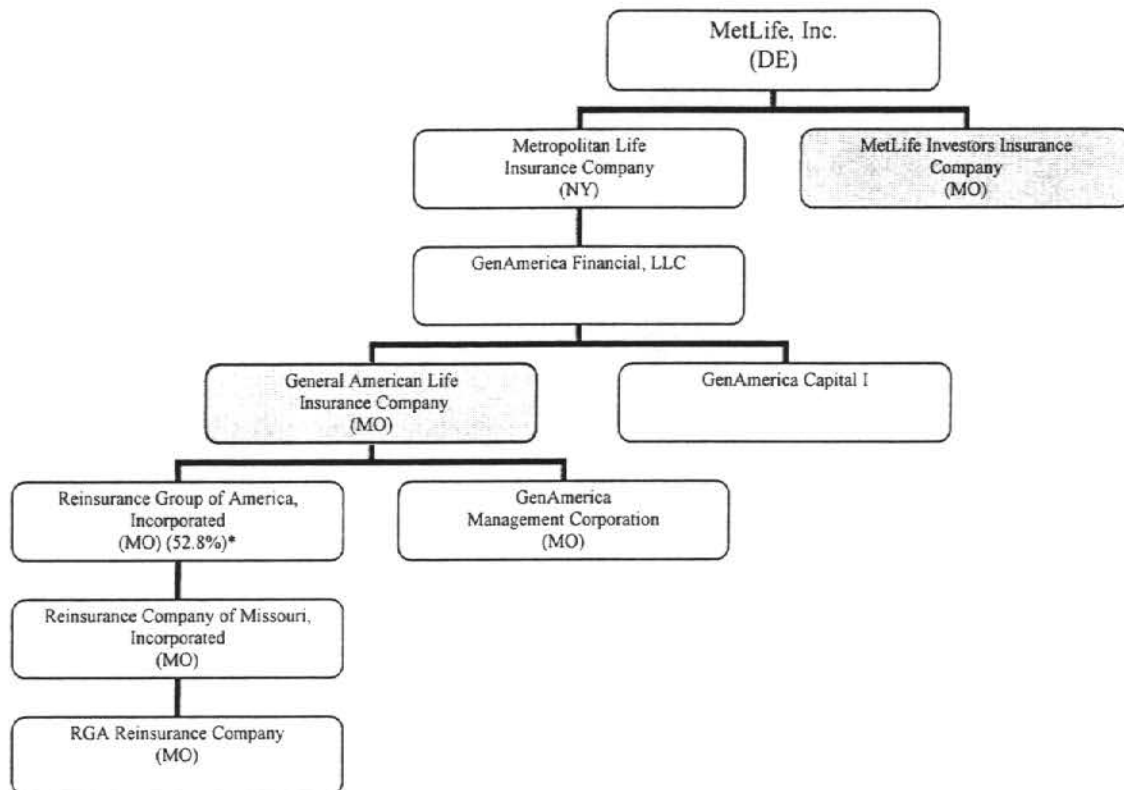 MetLife, Inc.
(DE)
Metropolitan Life
Insurance Company
(NY)
MetLife Investors Insurance
Company
(MO)
GenAmerica Financial, LLC
General American Life
Insurance Company
(MO)
GenAmerica Capital I
Reinsurance Group of America,
Incorporated
(MO) (52.8%)*
GenAmerica
Management Corporation
(MO)
Reinsurance Company of Missouri,
Incorporated
(MO)
RGA Reinsurance Company
(MO)